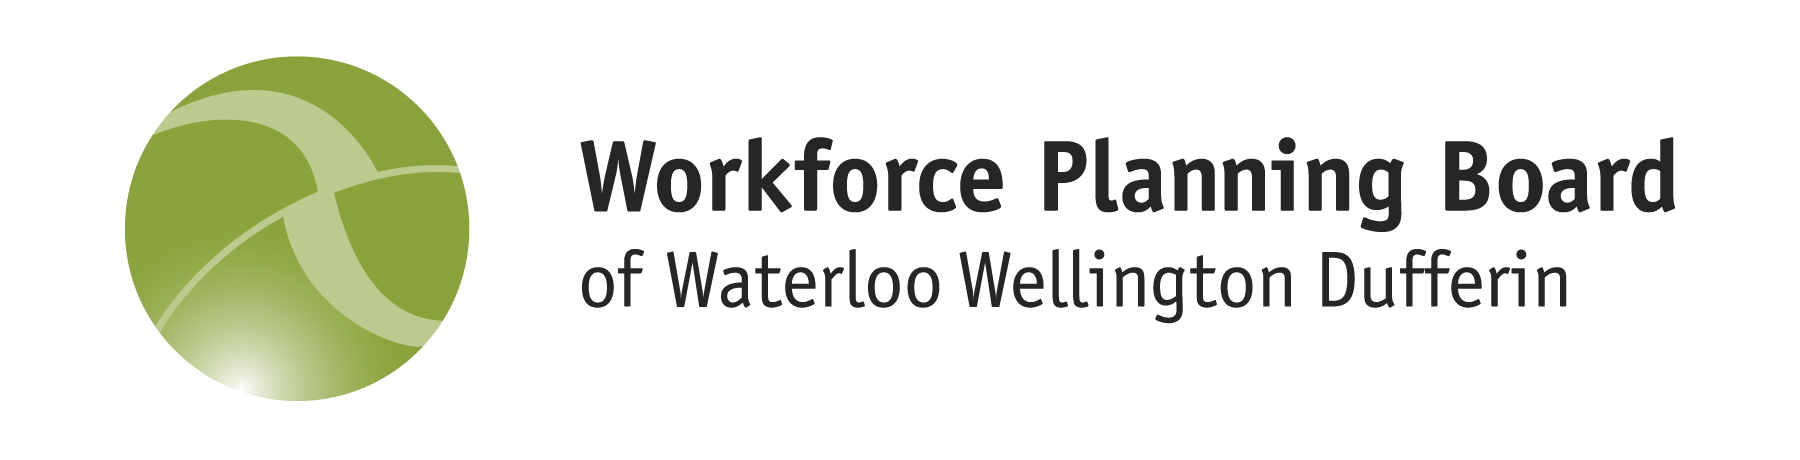 Workforce Planning Board
of Waterloo Wellington Dufferin